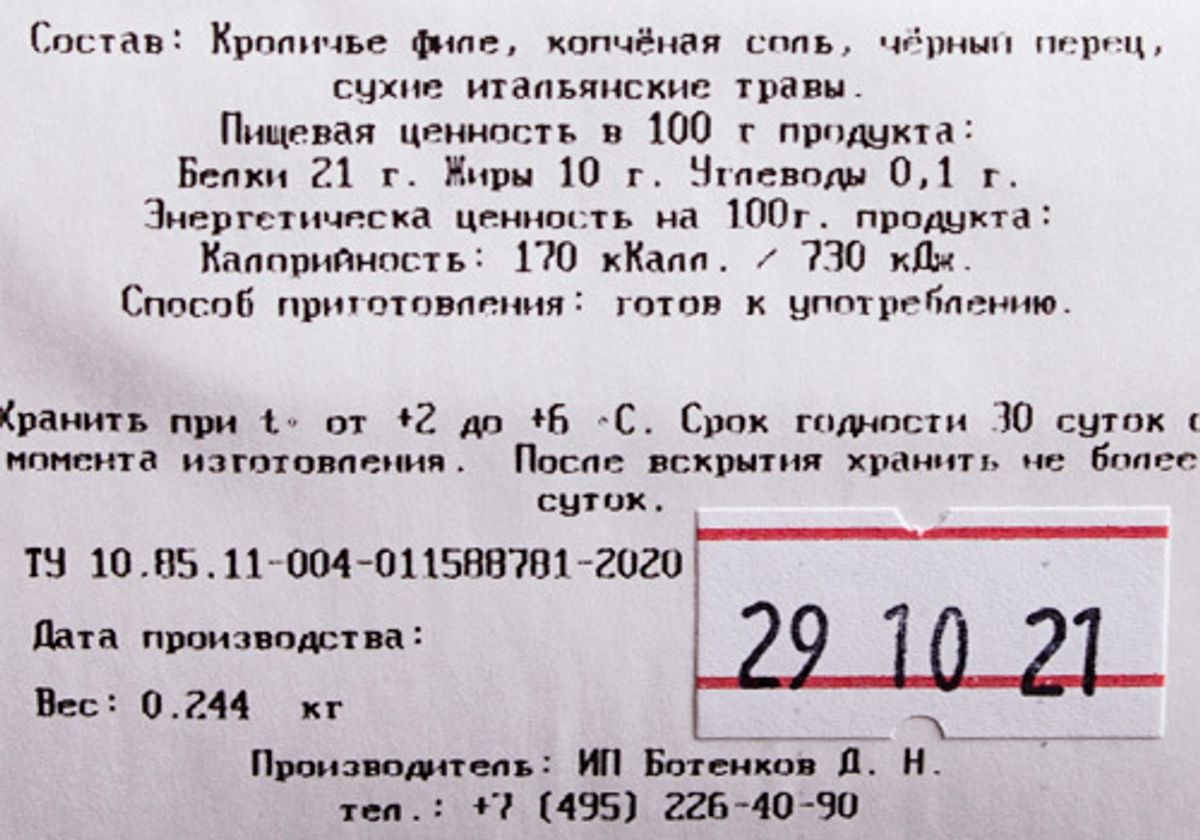 Состав: Кроличье филе, копчёная соль, чёрный перец,
сухие итальянские травы.
Пищевая ценность в 100 г продукта:
Белки 21 г. Жиры 10 г. Углеводы 0,1 г.
Энергетическа ценность на 100г. продукта:
Калорийность: 170 кКалл. / 730 кДж.
Способ приготовления: готов к употреблению.
Хранить при t° от +2 до +6 °С. Срок годности 30 суток с
момента изготовления. После вскрытия хранить не более
суток.
ТУ 10.85.11-004-011588781-2020
Дата производства:
29 10 21
Вес: 0.244 кг
Производитель: ИП Ботенков Д. Н.
тел.: +7 (495) 226-40-90